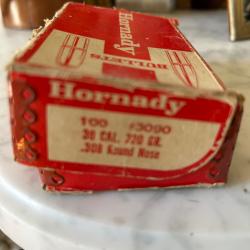 Hornady
BULLETS
Hornady
100 #3090
30 CAL. 220 GR.
.308 Round Nose